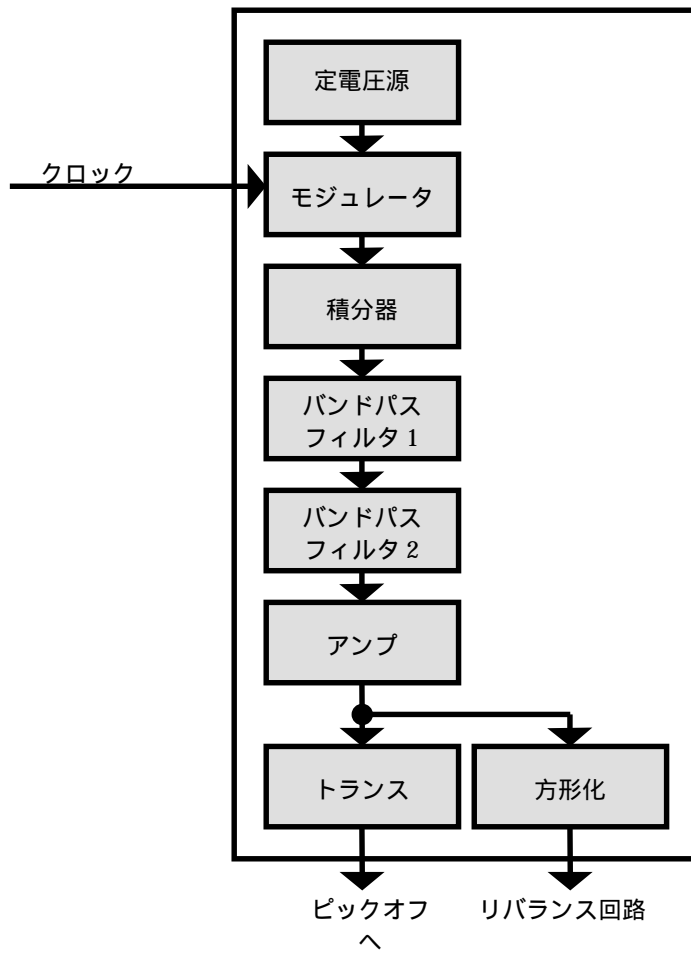 定電圧源
クロック
モジュレータ
積分器
バンドパス
フィルタ 1
バンドパス
フィルタ 2
アンプ
トランス
方形化
ピックオフ
へ
リバランス回路